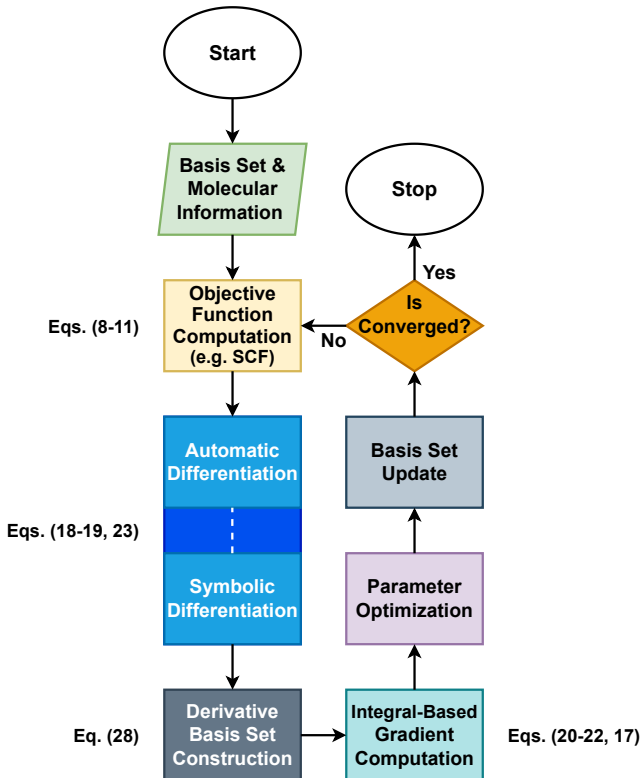 Start
Basis Set &
Molecular
Information
Stop
Yes
Eqs. (8-11)
Objective
Function
Computation
(e.g. SCF)
No
Is
Converged?
Automatic
Differentiation
Basis Set
Update
Eqs. (18-19, 23)
Symbolic
Differentiation
Parameter
Optimization
Eq. (28)
Derivative
Basis Set
Construction
Integral-Based
Gradient
Computation
Eqs. (20-22, 17)